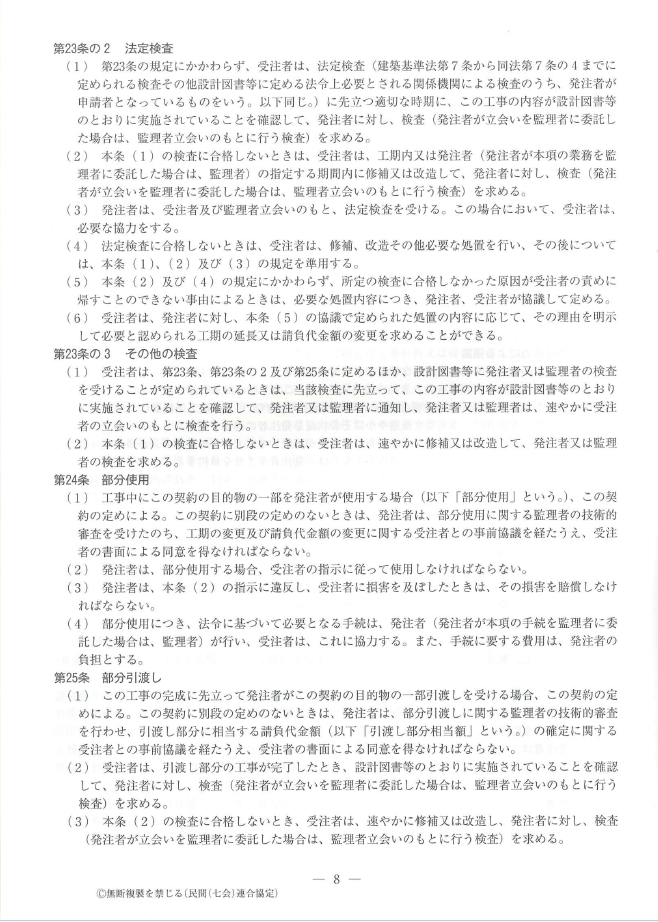 第23条の2　法定検査
（1）　第23条の規定にかかわらず、受注者は、法定検査（建築基準法第７条から同法第７条の４までに
定められる検査その他設計図書等に定める法令上必要とされる関係機関による検査のうち、発注者が
申請者となっているものをいう。以下同じ。）に先立つ適切な時期に、この工事の内容が設計図書等
のとおりに実施されていることを確認して、発注者に対し、検査（発注者が立会いを監理者に委託し
た場合は、監理者立会いのもとに行う検査）を求める。
（2）　本条（1）の検査に合格しないときは、受注者は、工期内又は発注者（発注者が本項の業務を監
理者に委託した場合は、監理者）の指定する期間内に修補又は改造して、発注者に対し、検査（発注
者が立会いを監理者に委託した場合は、監理者立会いのもとに行う検査）を求める。
（3）　発注者は、受注者及び監理者立会いのもと、法定検査を受ける。この場合において、受注者は、
必要な協力をする。
（4）　法定検査に合格しないときは、受注者は、修補、改造その他必要な処置を行い、その後について
は、本条（1）、（2）及び（3）の規定を準用する。
（5）　本条（2）及び（4）の規定にかかわらず、所定の検査に合格しなかった原因が受注者の責めに
帰すことのできない事由によるときは、必要な処置内容につき、発注者、受注者が協議して定める。
（6）　受注者は、発注者に対し、本条（5）の協議で定められた処置の内容に応じて、その理由を明示
して必要と認められる工期の延長又は請負代金額の変更を求めることができる。
第23条の3　その他の検査
（1）　受注者は、第23条、第23条の２及び第25条に定めるほか、設計図書等に発注者又は監理者の検査
を受けることが定められているときは、当該検査に先立って、この工事の内容が設計図書等のとおり
に実施されていることを確認して、発注者又は監理者に通知し、発注者又は監理者は、速やかに受注
者の立会いのもとに検査を行う。
（2）　本条（1）の検査に合格しないときは、受注者は、速やかに修補又は改造して、発注者又は監理
者の検査を求める。
第24条　部分使用
（1）　工事中にこの契約の目的物の一部を発注者が使用する場合（以下「部分使用」という。）、この契
約の定めによる。この契約に別段の定めのないときは、発注者は、部分使用に関する監理者の技術的
審査を受けたのち、工期の変更及び請負代金額の変更に関する受注者との事前協議を経たうえ、受注
者の書面による同意を得なければならない。
（2）　発注者は、部分使用する場合、受注者の指示に従って使用しなければならない。
（3）　発注者は、本条（2）の指示に違反し、受注者に損害を及ぼしたときは、その損害を賠償しなけ
ればならない。
（4）　部分使用につき、法令に基づいて必要となる手続は、発注者（発注者が本項の手続を監理者に委
託した場合は、監理者）が行い、受注者は、これに協力する。また、手続に要する費用は、発注者の
負担とする。
第25条　部分引渡し
（1）　この工事の完成に先立って発注者がこの契約の目的物の一部引渡しを受ける場合、この契約の定
めによる。この契約に別段の定めのないときは、発注者は、部分引渡しに関する監理者の技術的審査
を行わせ、引渡し部分に相当する請負代金額（以下「引渡し部分相当額」という。）の確定に関する
受注者との事前協議を経たうえ、受注者の書面による同意を得なければならない。
（2）　受注者は、引渡し部分の工事が完了したとき、設計図書等のとおりに実施されていることを確認
して、発注者に対し、検査（発注者が立会いを監理者に委託した場合は、監理者立会いのもとに行う
検査）を求める。
（3）　本条（2）の検査に合格しないとき、受注者は、速やかに修補又は改造し、発注者に対し、検査
（発注者が立会いを監理者に委託した場合は、監理者立会いのもとに行う検査）を求める。
― 8 ―
Ⓒ無断複製を禁じる（民間（七会）連合協定）